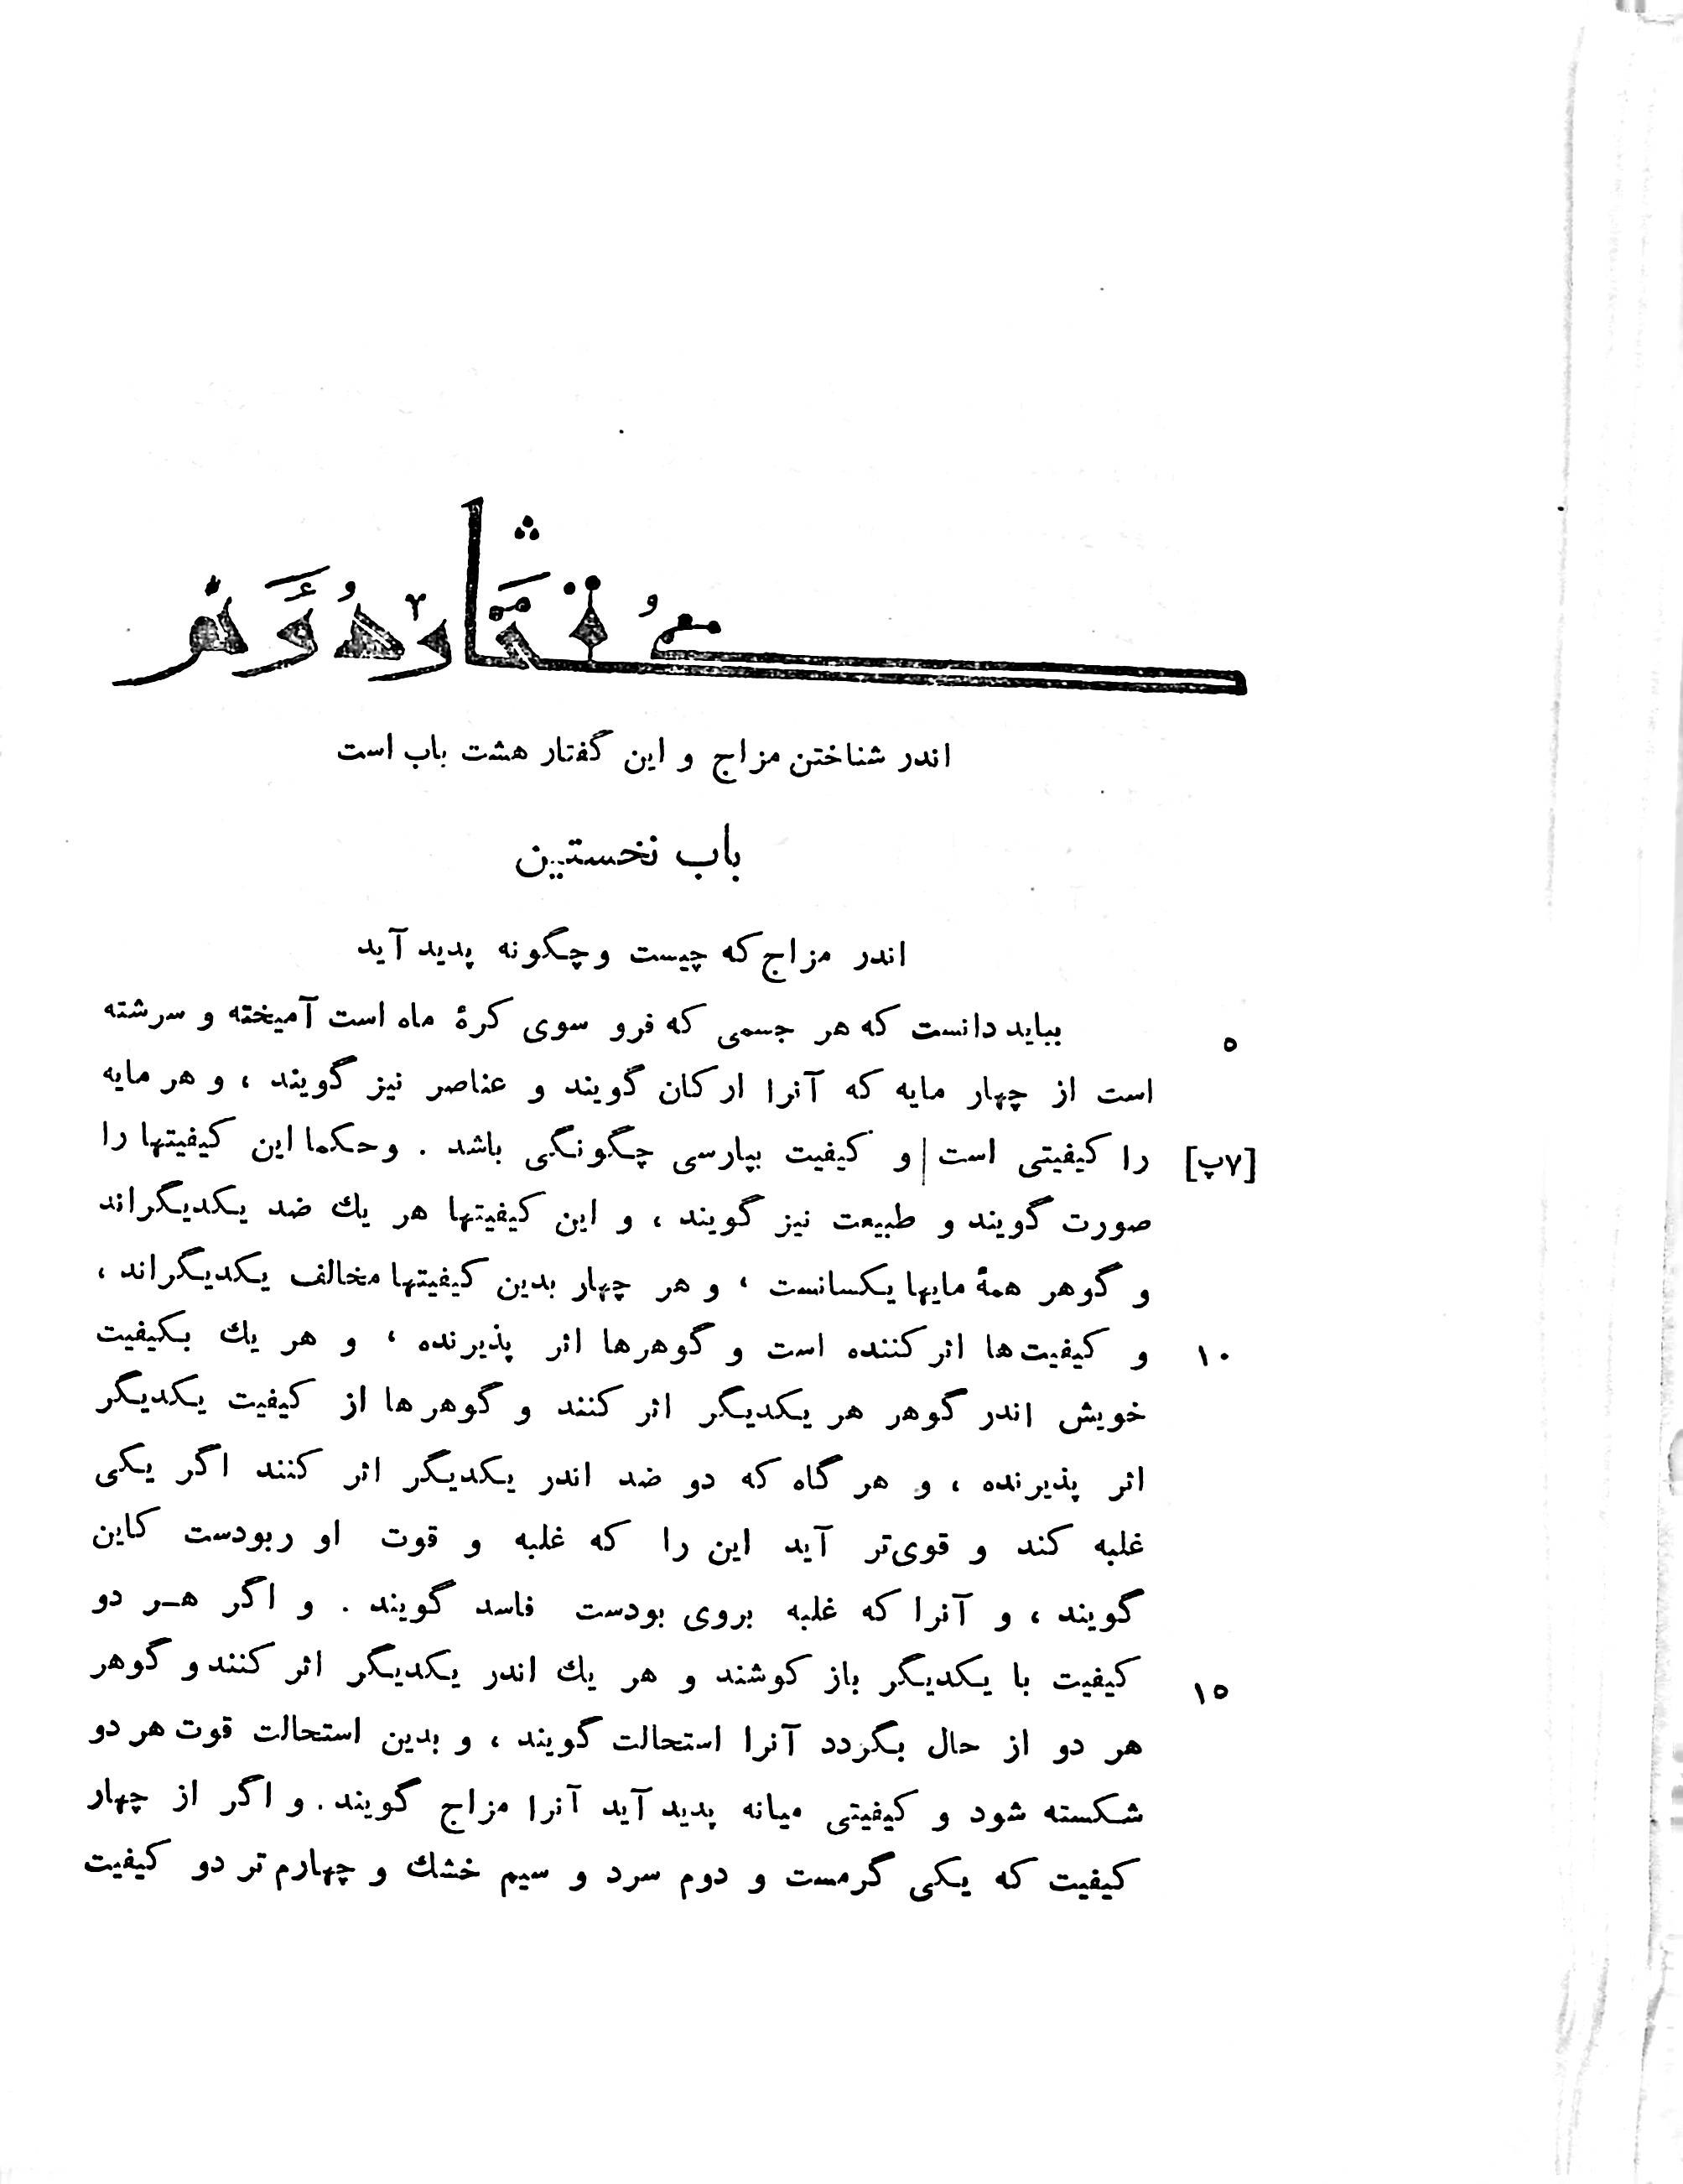 گفتار دوم
اندر شناختن مزاج و این گفتار هشت باب است
باب نخستین
اندر مزاج که چیست و چگونه پدید آید
بباید دانست که هر جسمی که فرو سوی کرهٔ ماه است آمیخته و سرشته
۵
است از چهار مایه که آنرا ارکان گویند و عناصر نیز گویند ، و هر مایه
[۷پ] را کیفیتی است | و کیفیت بپارسی چگونگی باشد . و حکما این کیفیتها را
صورت گویند و طبیعت نیز گویند ، و این کیفیتها هر یك ضد یکدیگراند
و گوهر همهٔ مایها یکسانست ، و هر چهار بدین کیفیتها مخالف یکدیگراند ،
۱۰ و کیفیت‌ها اثر کننده است و گوهرها اثر پذیرنده ، و هر یك بکیفیت
خویش اندر گوهر هر یکدیگر اثر کنند و گوهرها از کیفیت یکدیگر
اثر پذیرنده ، و هر گاه که دو ضد اندر یکدیگر اثر کنند اگر یکی
غلبه کند و قوی‌تر آید این را که غلبه و قوت او ربودست کاین
گویند ، و آنرا که غلبه بروی بودست فاسد گویند . و اگر هـر دو
کیفیت با یکدیگر باز کوشند و هر یك اندر یکدیگر اثر کنند و گوهر
۱۵
هر دو از حال بگردد آنرا استحالت گویند ، و بدین استحالت قوت هر دو
شکسته شود و کیفیتی میانه پدید آید آنرا مزاج گویند . و اگر از چهار
کیفیت که یکی گرمست و دوم سرد و سیم خشك و چهارم تر دو کیفیت